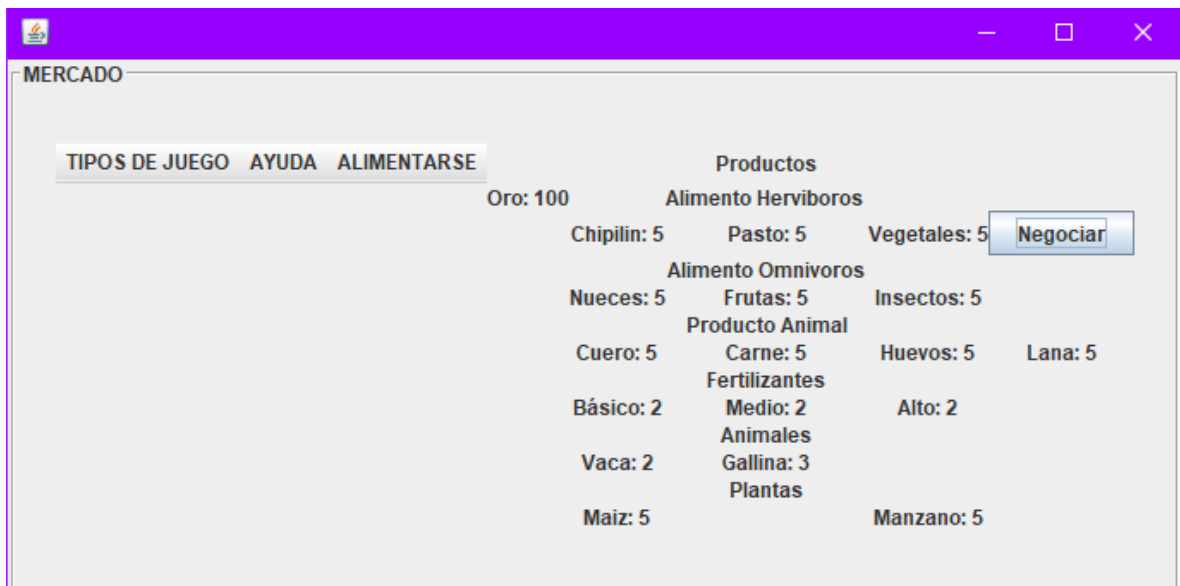 MERCADO
TIPOS DE JUEGO AYUDA ALIMENTARSE
Productos
Oro: 100 Alimento Herviboros
Chipilin: 5 Pasto: 5 Vegetales: 5 Negociar
Alimento Omnivoros
Nueces: 5 Frutas: 5 Insectos: 5
Producto Animal
Cuero: 5 Carne: 5 Huevos: 5 Lana: 5
Fertilizantes
Básico: 2 Medio: 2 Alto: 2
Animales
Vaca: 2 Gallina: 3
Plantas
Maiz: 5 Manzano: 5